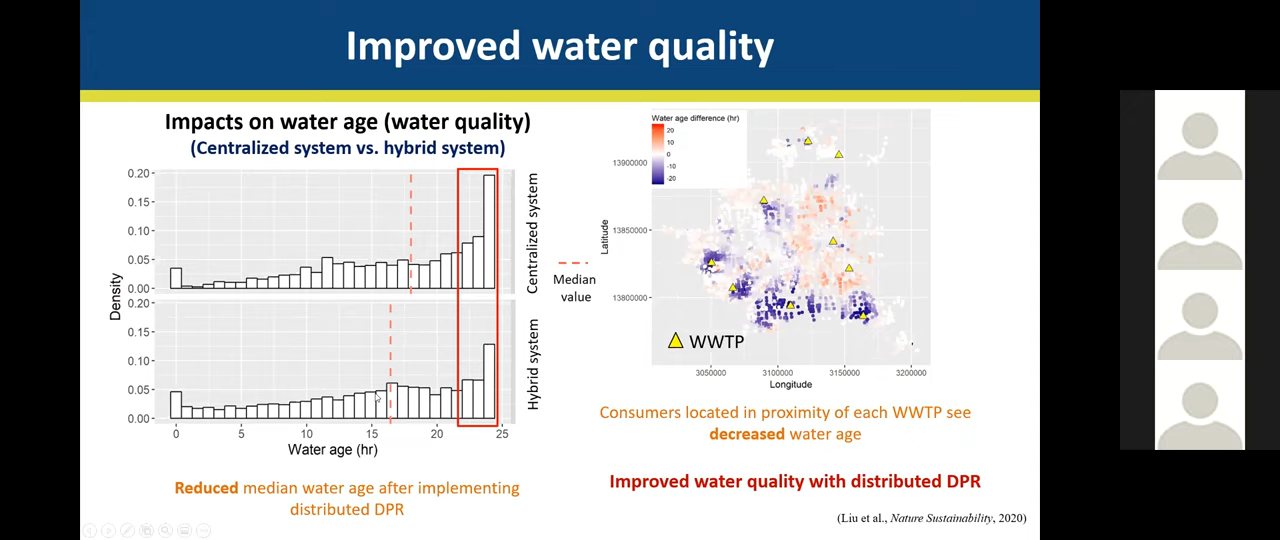 Improved water quality
Impacts on water age (water quality)
(Centralized system vs. hybrid system)
0.20
0.15
0.10
0.05
0.00
0.20
0.15
0.10
0.05
0.00
Density
0
5
10
15
20
25
Water age (hr)
Centralized system
Hybrid system
Median
value
Reduced median water age after implementing
distributed DPR
Water age difference (hr)
20
10
0
-10
-20
13900000
13850000
13800000
Latitude
WWTP
3050000
3100000
3150000
3200000
Longitude
Consumers located in proximity of each WWTP see
decreased water age
Improved water quality with distributed DPR
(Liu et al., Nature Sustainability, 2020)